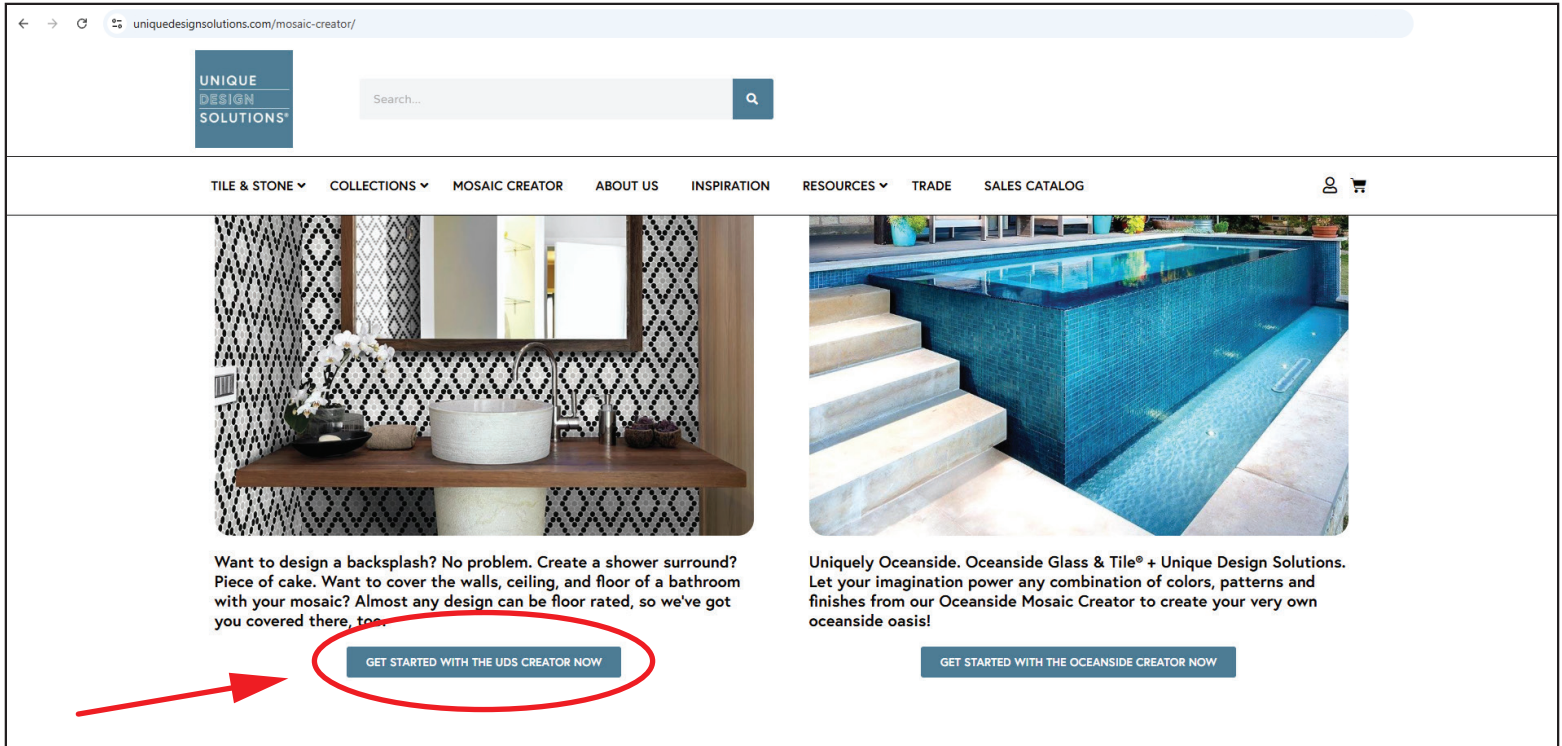 uniquedesignsolutions.com/mosaic-creator/
UNIQUE
DESIGN
SOLUTIONS®
Search...
TILE & STONE
COLLECTIONS
MOSAIC CREATOR
ABOUT US
INSPIRATION
RESOURCES
TRADE
SALES CATALOG
Want to design a backsplash? No problem. Create a shower surround?
Piece of cake. Want to cover the walls, ceiling, and floor of a bathroom
with your mosaic? Almost any design can be floor rated, so we've got
you covered there, too.
GET STARTED WITH THE UDS CREATOR NOW
Uniquely Oceanside. Oceanside Glass & Tile® + Unique Design Solutions.
Let your imagination power any combination of colors, patterns and
finishes from our Oceanside Mosaic Creator to create your very own
oceanside oasis!
GET STARTED WITH THE OCEANSIDE CREATOR NOW